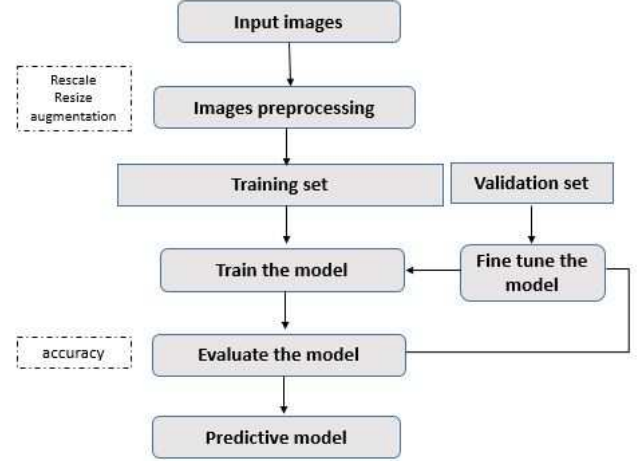 Input images
Rescale
Resize
augmentation
Images preprocessing
Training set
Validation set
Train the model
Fine tune the
model
accuracy
Evaluate the model
Predictive model